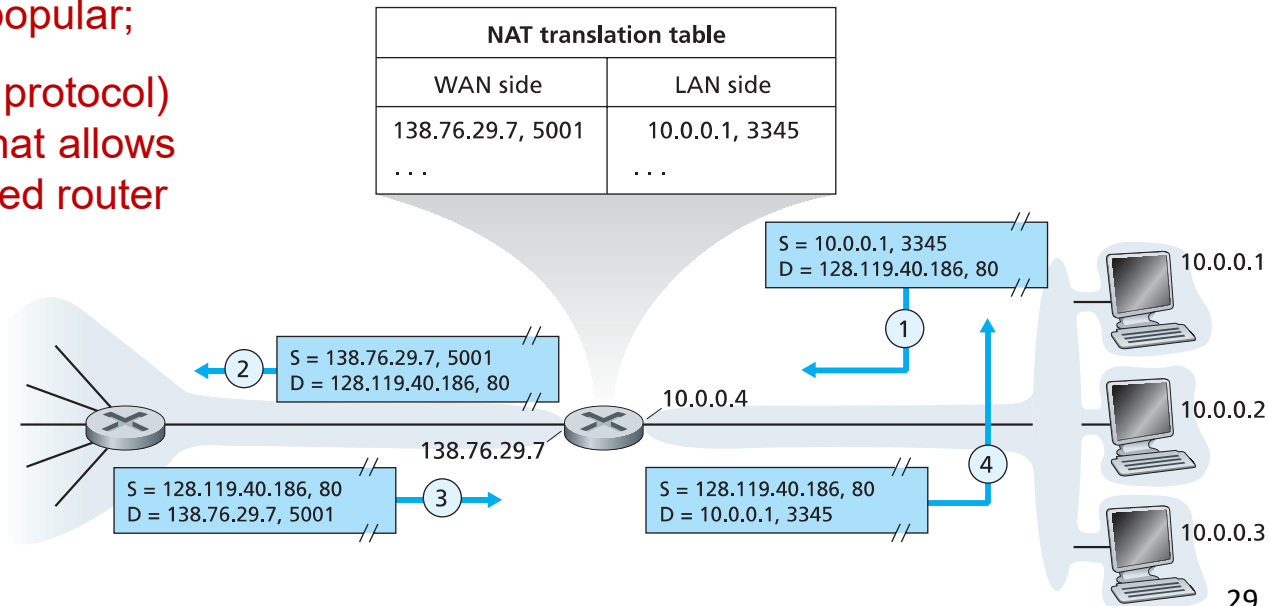 opular;
protocol)
hat allows
ed router
NAT translation table
WAN side LAN side
138.76.29.7, 5001 10.0.0.1, 3345
. . . . . .
S = 10.0.0.1, 3345
D = 128.119.40.186, 80
10.0.0.1
1
2
S = 138.76.29.7, 5001
D = 128.119.40.186, 80
10.0.0.4
10.0.0.2
138.76.29.7
4
S = 128.119.40.186, 80
D = 138.76.29.7, 5001
3
S = 128.119.40.186, 80
D = 10.0.0.1, 3345
10.0.0.3
29